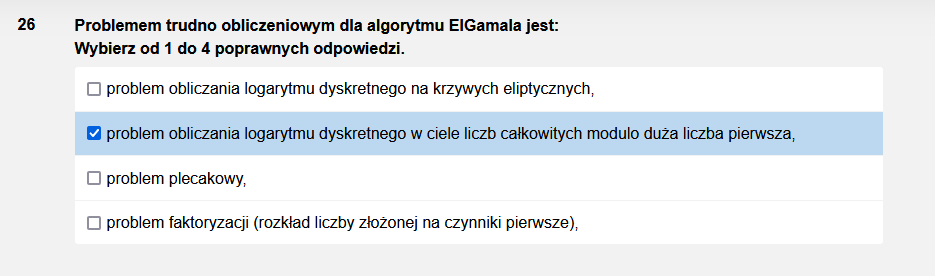 26
Problemem trudno obliczeniowym dla algorytmu ElGamala jest:
Wybierz od 1 do 4 poprawnych odpowiedzi.
problem obliczania logarytmu dyskretnego na krzywych eliptycznych,
problem obliczania logarytmu dyskretnego w ciele liczb całkowitych modulo duża liczba pierwsza,
problem plecakowy,
problem faktoryzacji (rozkład liczby złożonej na czynniki pierwsze),